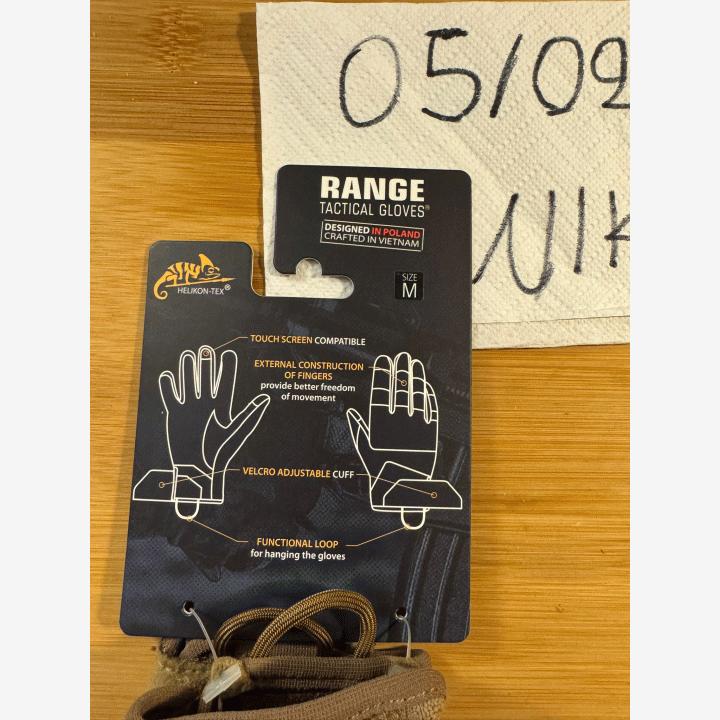 05/09
NIK
RANGE
TACTICAL GLOVES®
DESIGNED IN POLAND
CRAFTED IN VIETNAM
HELIKON-TEX®
SIZE
M
TOUCH SCREEN COMPATIBLE
EXTERNAL CONSTRUCTION
OF FINGERS
provide better freedom
of movement
VELCRO ADJUSTABLE CUFF
FUNCTIONAL LOOP
for hanging the gloves